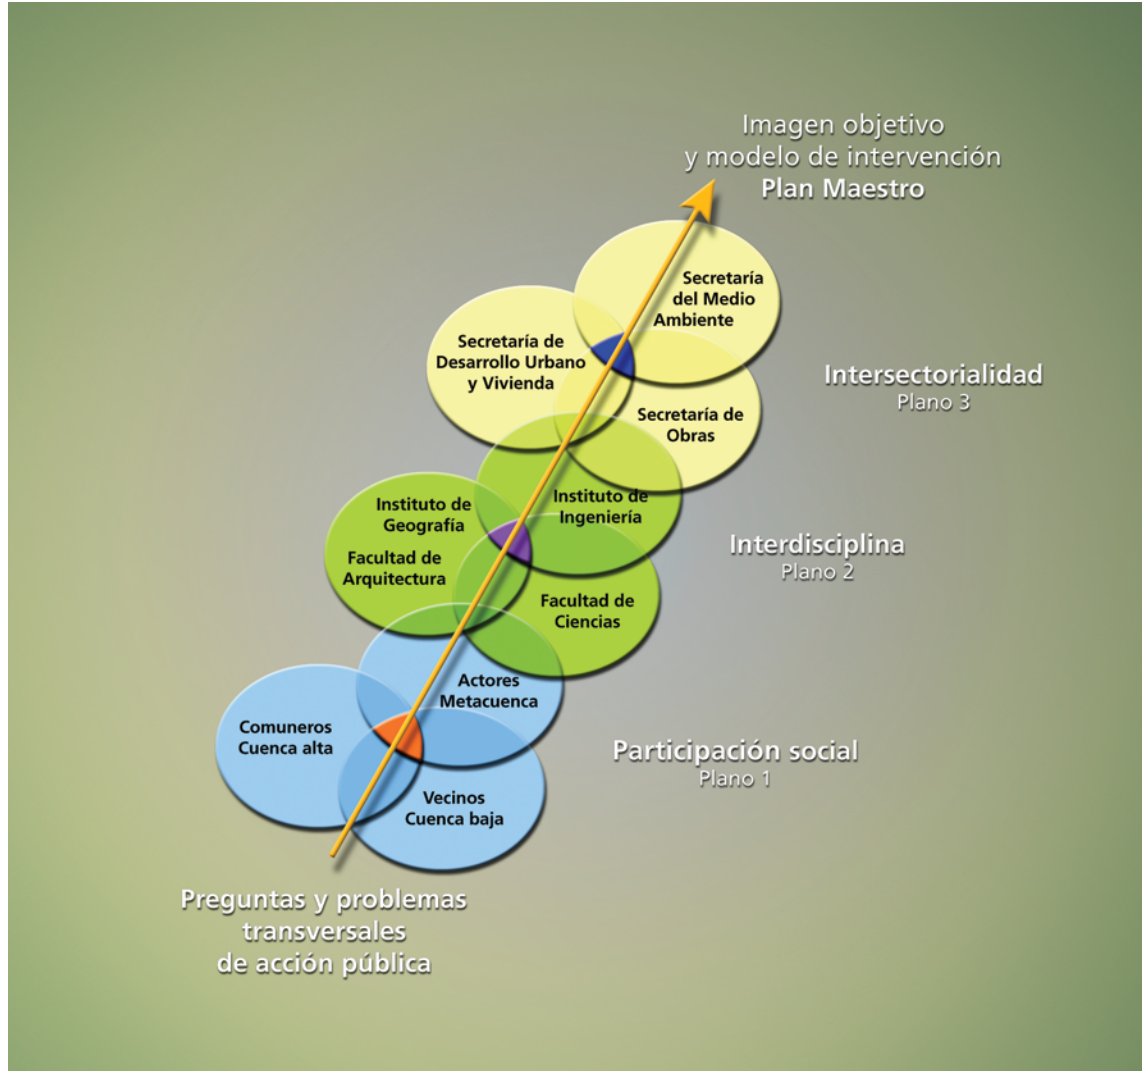 Imagen objetivo
y modelo de intervención
Plan Maestro
Secretaría
del Medio
Ambiente
Secretaría de
Desarrollo Urbano
y Vivienda
Intersectorialidad
Plano 3
Secretaría de
Obras
Instituto de
Geografía
Facultad de
Arquitectura
Instituto de
Ingeniería
Interdisciplina
Plano 2
Facultad de
Ciencias
Actores
Metacuenca
Comuneros
Cuenca alta
Participación social
Plano 1
Vecinos
Cuenca baja
Preguntas y problemas
transversales
de acción pública